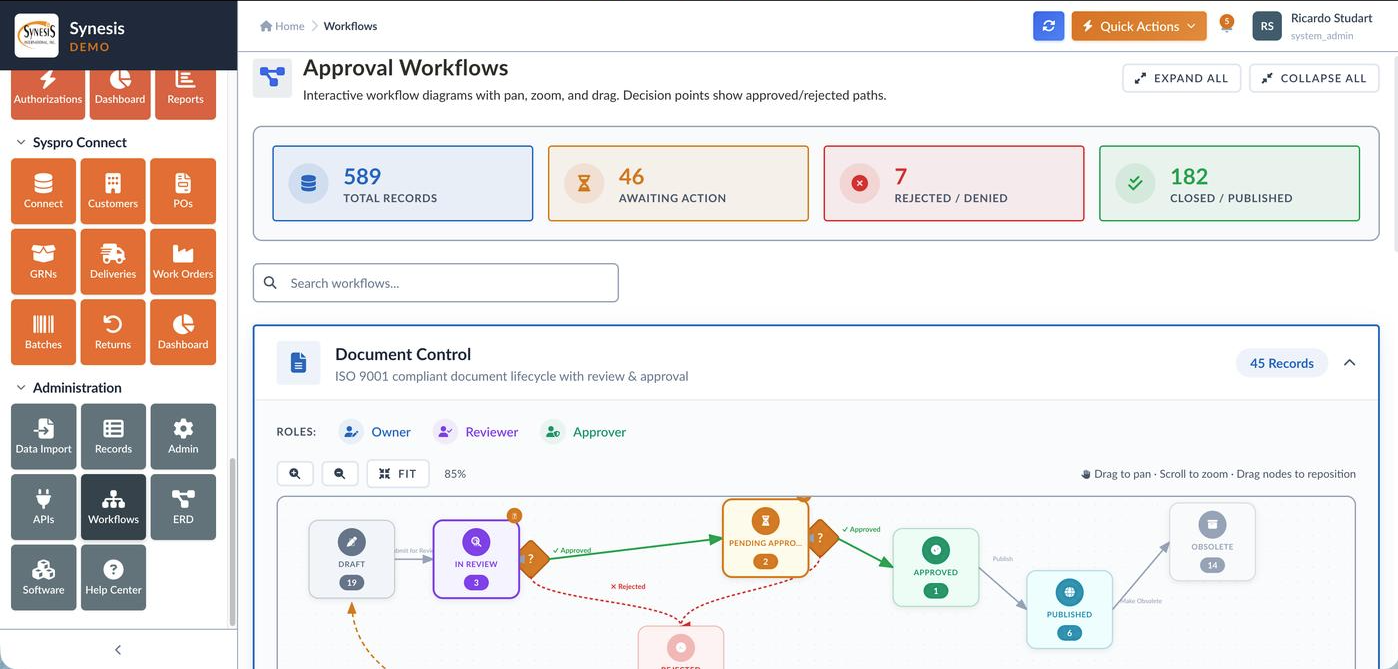 SYNESIS
INTERNATIONAL, INC.
Synesis
DEMO
Authorizations
Dashboard
Reports
Syspro Connect
Connect
Customers
POs
GRNs
Deliveries
Work Orders
Batches
Returns
Dashboard
Administration
Data Import
Records
Admin
APIs
Workflows
ERD
Software
Help Center
Home
Workflows
Quick Actions
5
RS
Ricardo Studart
system_admin
Approval Workflows
Interactive workflow diagrams with pan, zoom, and drag. Decision points show approved/rejected paths.
EXPAND ALL
COLLAPSE ALL
589
TOTAL RECORDS
46
AWAITING ACTION
7
REJECTED / DENIED
182
CLOSED / PUBLISHED
Search workflows...
Document Control
ISO 9001 compliant document lifecycle with review & approval
45 Records
ROLES:
Owner
Reviewer
Approver
FIT
85%
Drag to pan · Scroll to zoom · Drag nodes to reposition
DRAFT
19
IN REVIEW
3
?
✓ Approved
✕ Rejected
PENDING APPRO...
2
?
✓ Approved
APPROVED
1
Publish
PUBLISHED
6
Make Obsolete
OBSOLETE
14
REJECTED